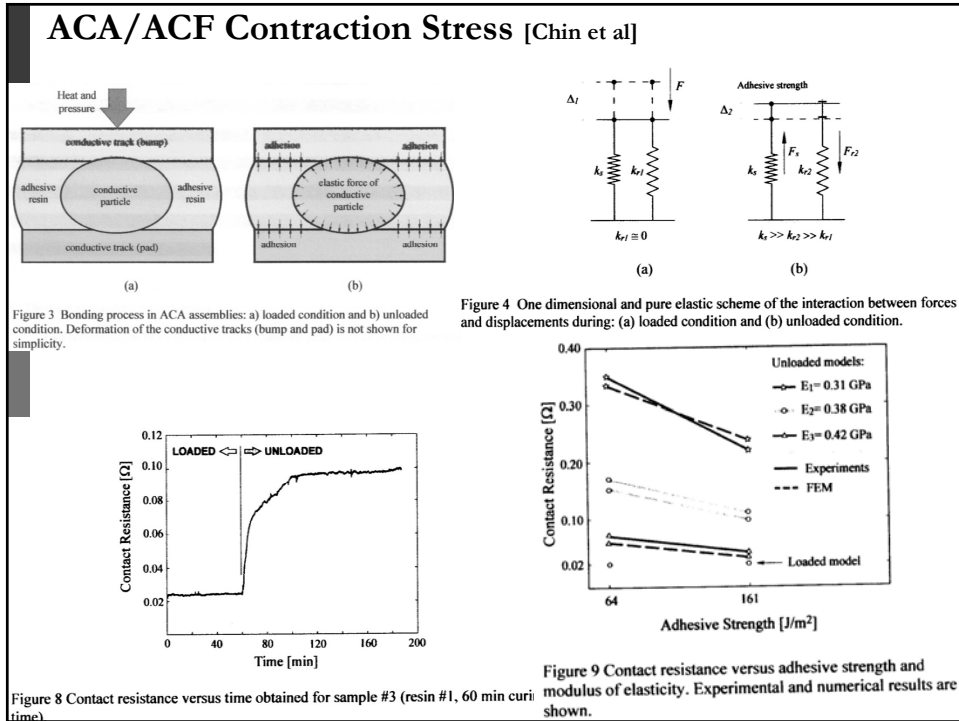 ACA/ACF Contraction Stress [Chin et al]
Heat and
pressure
conductive track (bump)
adhesive
resin
conductive
particle
adhesive
resin
conductive track (pad)
(a)
adhesion
adhesion
elastic force of
conductive
particle
adhesion
adhesion
(b)
Figure 3 Bonding process in ACA assemblies: a) loaded condition and b) unloaded
condition. Deformation of the conductive tracks (bump and pad) is not shown for
simplicity.
Δ1
F
ks
kr1
kr1 ≅ 0
(a)
Adhesive strength
Δ2
ks
Fs
kr2
Fr2
ks >> kr2 >> kr1
(b)
Figure 4 One dimensional and pure elastic scheme of the interaction between forces
and displacements during: (a) loaded condition and (b) unloaded condition.
Contact Resistance [Ω]
0.12
0.10
0.08
0.06
0.04
0.02
LOADED
UNLOADED
0 40 80 120 160 200
Time [min]
Figure 8 Contact resistance versus time obtained for sample #3 (resin #1, 60 min curi
time)
Contact Resistance [Ω]
0.40
0.30
0.20
0.10
0.02
Unloaded models:
E1= 0.31 GPa
E2= 0.38 GPa
E3= 0.42 GPa
Experiments
FEM
Loaded model
64 161
Adhesive Strength [J/m²]
Figure 9 Contact resistance versus adhesive strength and
modulus of elasticity. Experimental and numerical results are
shown.